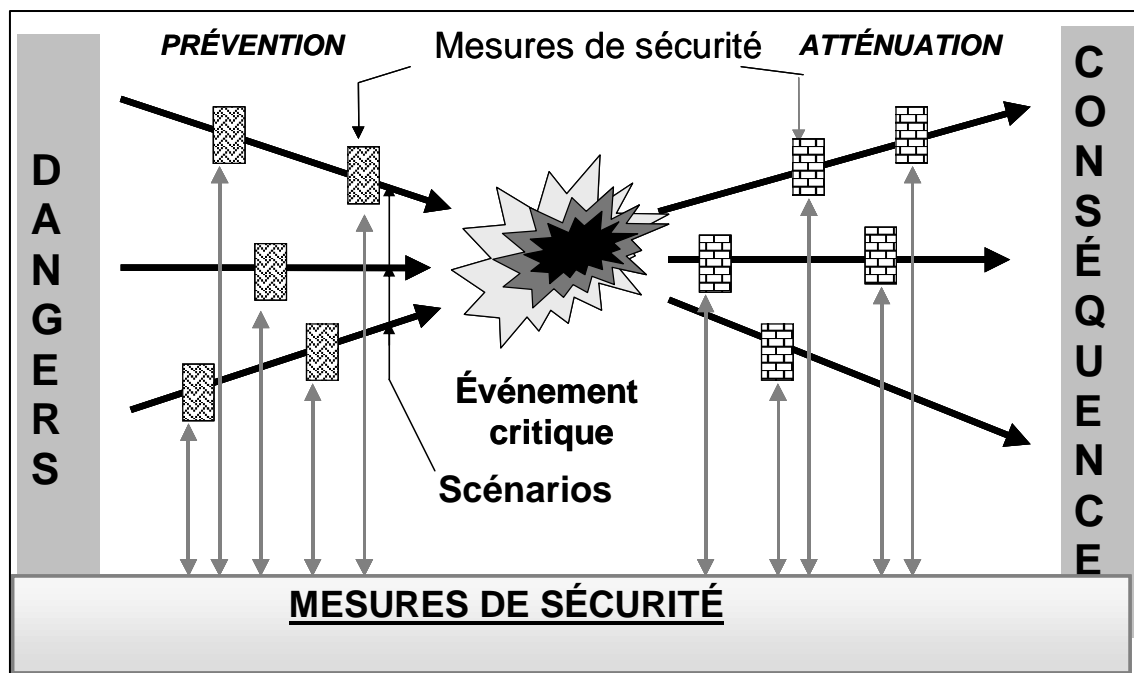 PRÉVENTION
Mesures de sécurité
ATTÉNUATION
DANGERS
CONSÉQUENCE
Événement
critique
Scénarios
MESURES DE SÉCURITÉ